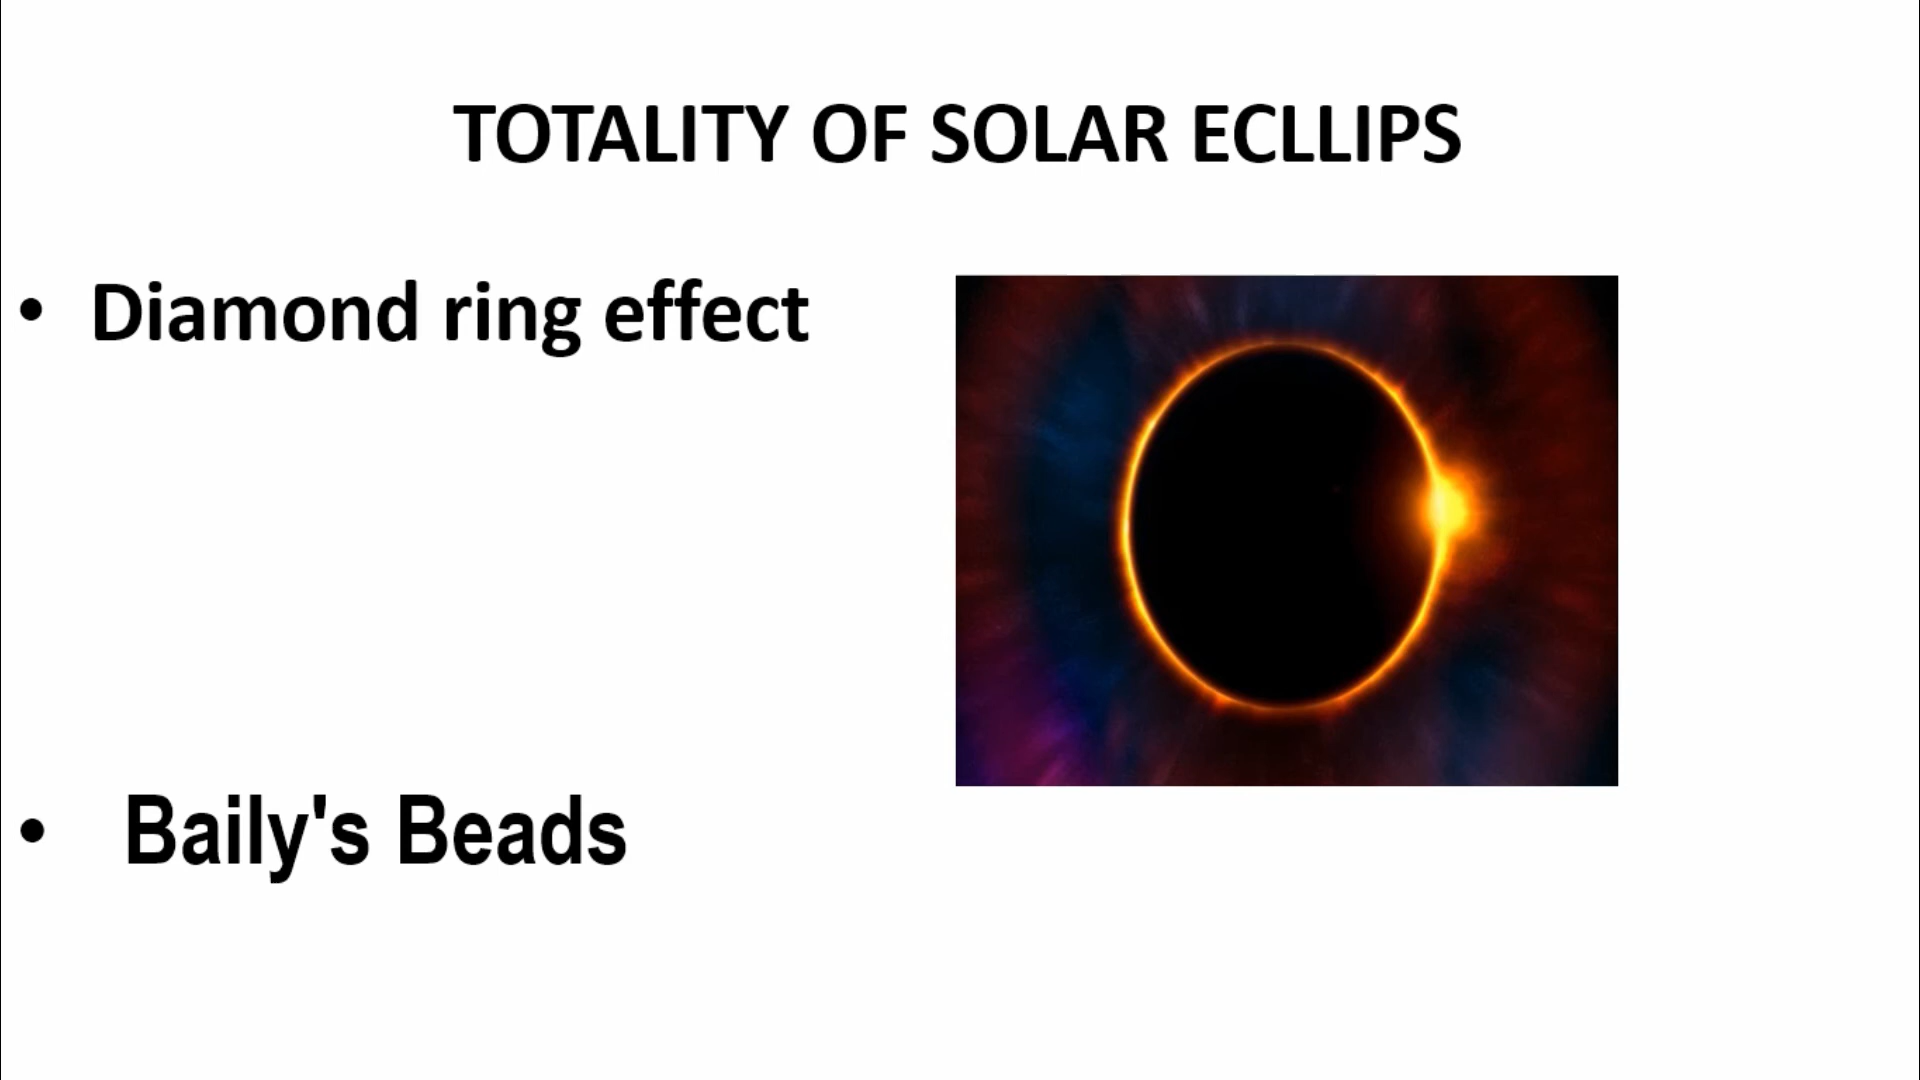 TOTALITY OF SOLAR ECLLIPS
• Diamond ring effect
• Baily's Beads